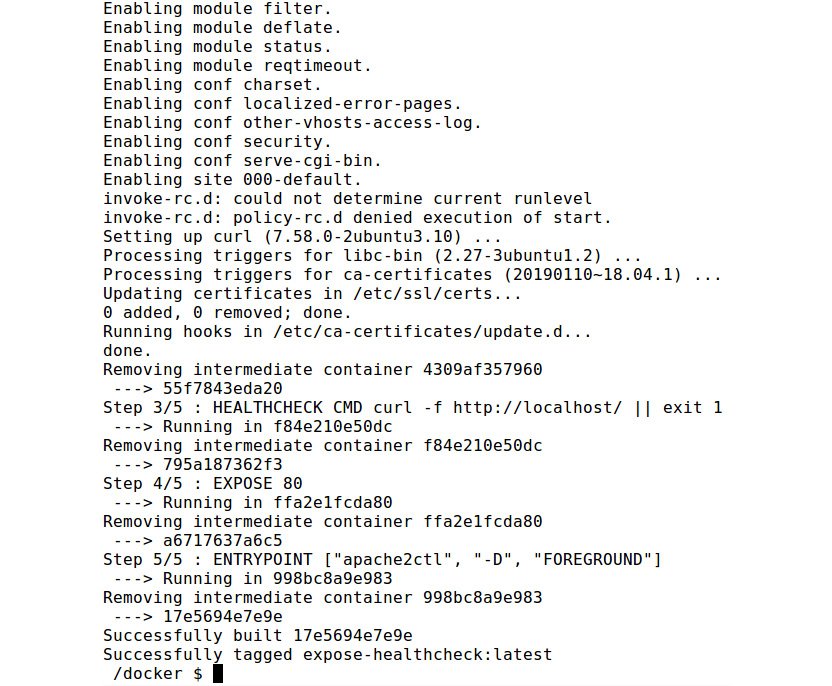 Enabling module filter.
Enabling module deflate.
Enabling module status.
Enabling module reqtimeout.
Enabling conf charset.
Enabling conf localized-error-pages.
Enabling conf other-vhosts-access-log.
Enabling conf security.
Enabling conf serve-cgi-bin.
Enabling site 000-default.
invoke-rc.d: could not determine current runlevel
invoke-rc.d: policy-rc.d denied execution of start.
Setting up curl (7.58.0-2ubuntu3.10) ...
Processing triggers for libc-bin (2.27-3ubuntu1.2) ...
Processing triggers for ca-certificates (20190110~18.04.1) ...
Updating certificates in /etc/ssl/certs...
0 added, 0 removed; done.
Running hooks in /etc/ca-certificates/update.d...
done.
Removing intermediate container 4309af357960
 ---> 55f7843eda20
Step 3/5 : HEALTHCHECK CMD curl -f http://localhost/ || exit 1
 ---> Running in f84e210e50dc
Removing intermediate container f84e210e50dc
 ---> 795a187362f3
Step 4/5 : EXPOSE 80
 ---> Running in ffa2e1fcda80
Removing intermediate container ffa2e1fcda80
 ---> a6717637a6c5
Step 5/5 : ENTRYPOINT ["apache2ctl", "-D", "FOREGROUND"]
 ---> Running in 998bc8a9e983
Removing intermediate container 998bc8a9e983
 ---> 17e5694e7e9e
Successfully built 17e5694e7e9e
Successfully tagged expose-healthcheck:latest
 /docker $